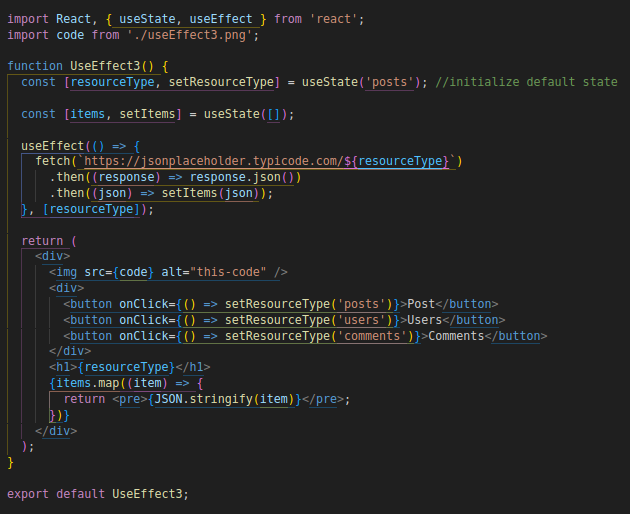 import React, { useState, useEffect } from 'react';
import code from './useEffect3.png';
function UseEffect3() {
const [resourceType, setResourceType] = useState('posts'); //initialize default state
const [items, setItems] = useState([]);
useEffect(() => {
fetch(`https://jsonplaceholder.typicode.com/${resourceType}`)
.then((response) => response.json())
.then((json) => setItems(json));
}, [resourceType]);
return (
<div>
<img src={code} alt="this-code" />
<div>
<button onClick={() => setResourceType('posts')}>Post</button>
<button onClick={() => setResourceType('users')}>Users</button>
<button onClick={() => setResourceType('comments')}>Comments</button>
</div>
<h1>{resourceType}</h1>
{items.map((item) => {
return <pre>{JSON.stringify(item)}</pre>;
})}
</div>
);
}
export default UseEffect3;